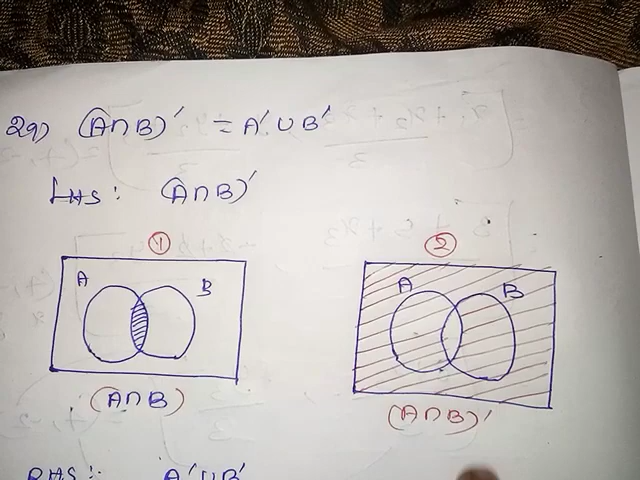 29) (A∩B)' = A' ∪ B'
LHS : (A∩B)'
1
A B
(A∩B)
2
A B
(A∩B)'
RHS :- A'∪B'